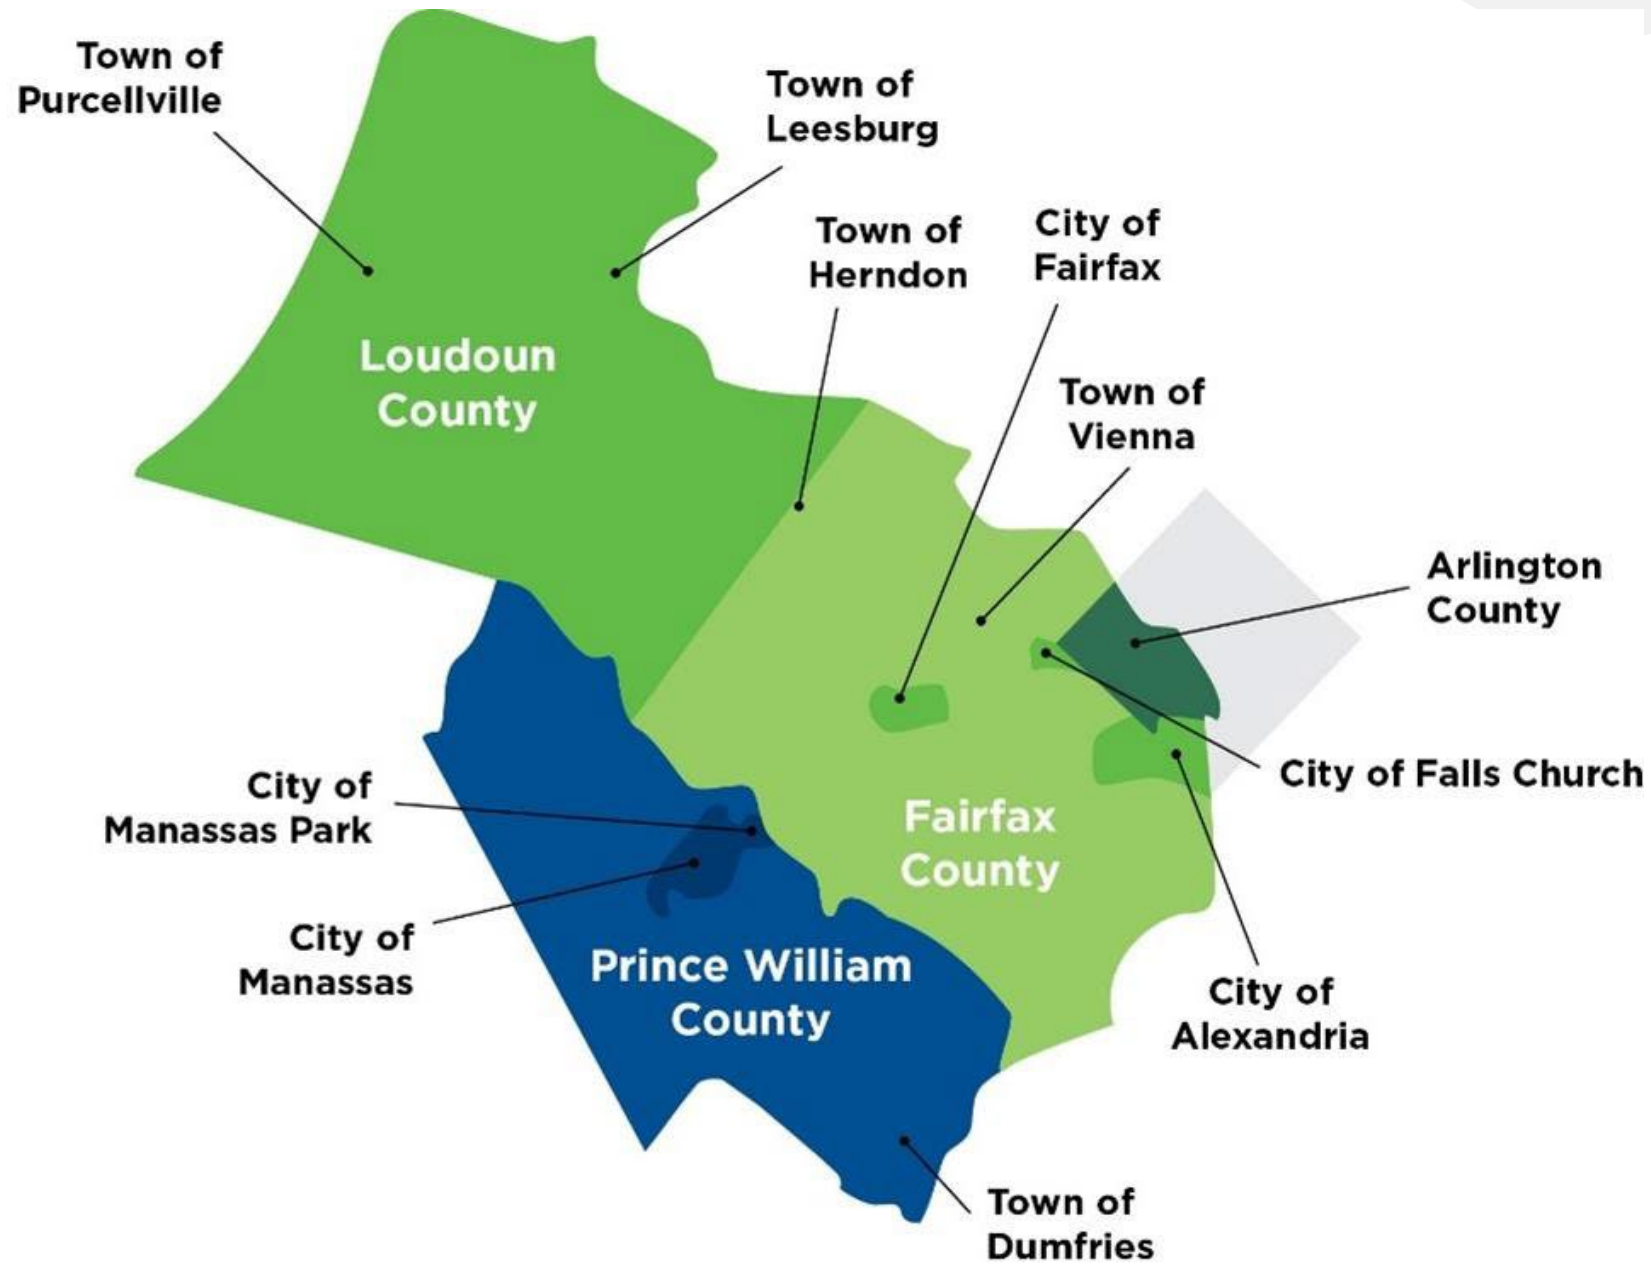 Town of
Purcellville
Town of
Leesburg
Town of
Herndon
City of
Fairfax
Loudoun
County
Town of
Vienna
Arlington
County
City of Falls Church
City of
Manassas Park
Fairfax
County
City of
Manassas
Prince William
County
City of
Alexandria
Town of
Dumfries